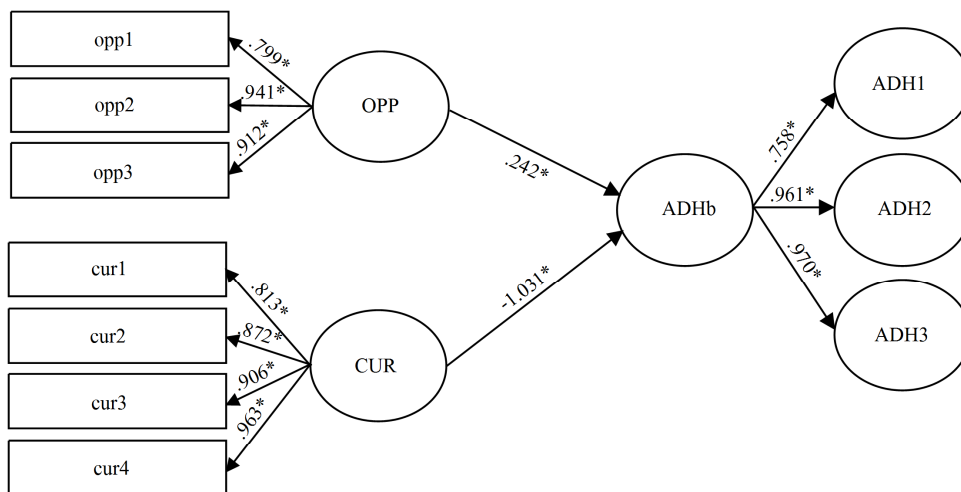 opp1
opp2
opp3
.799*
.941*
.912*
OPP
.242*
cur1
cur2
cur3
cur4
.813*
.872*
.906*
.963*
CUR
-1.031*
ADHb
.758*
.961*
.970*
ADH1
ADH2
ADH3